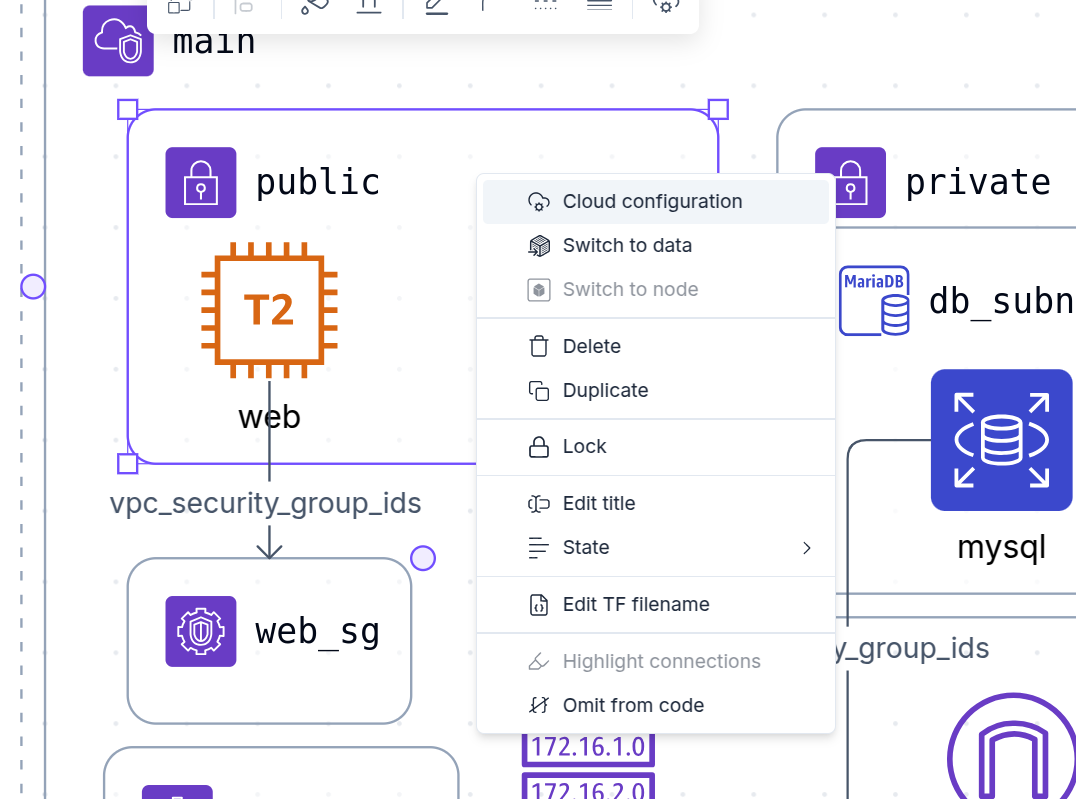 main
public
private
Cloud configuration
Switch to data
Switch to node
Delete
Duplicate
Lock
Edit title
State
Edit TF filename
Highlight connections
Omit from code
T2
web
vpc_security_group_ids
web_sg
MariaDB
db_subn
mysql
y_group_ids
172.16.1.0
172.16.2.0